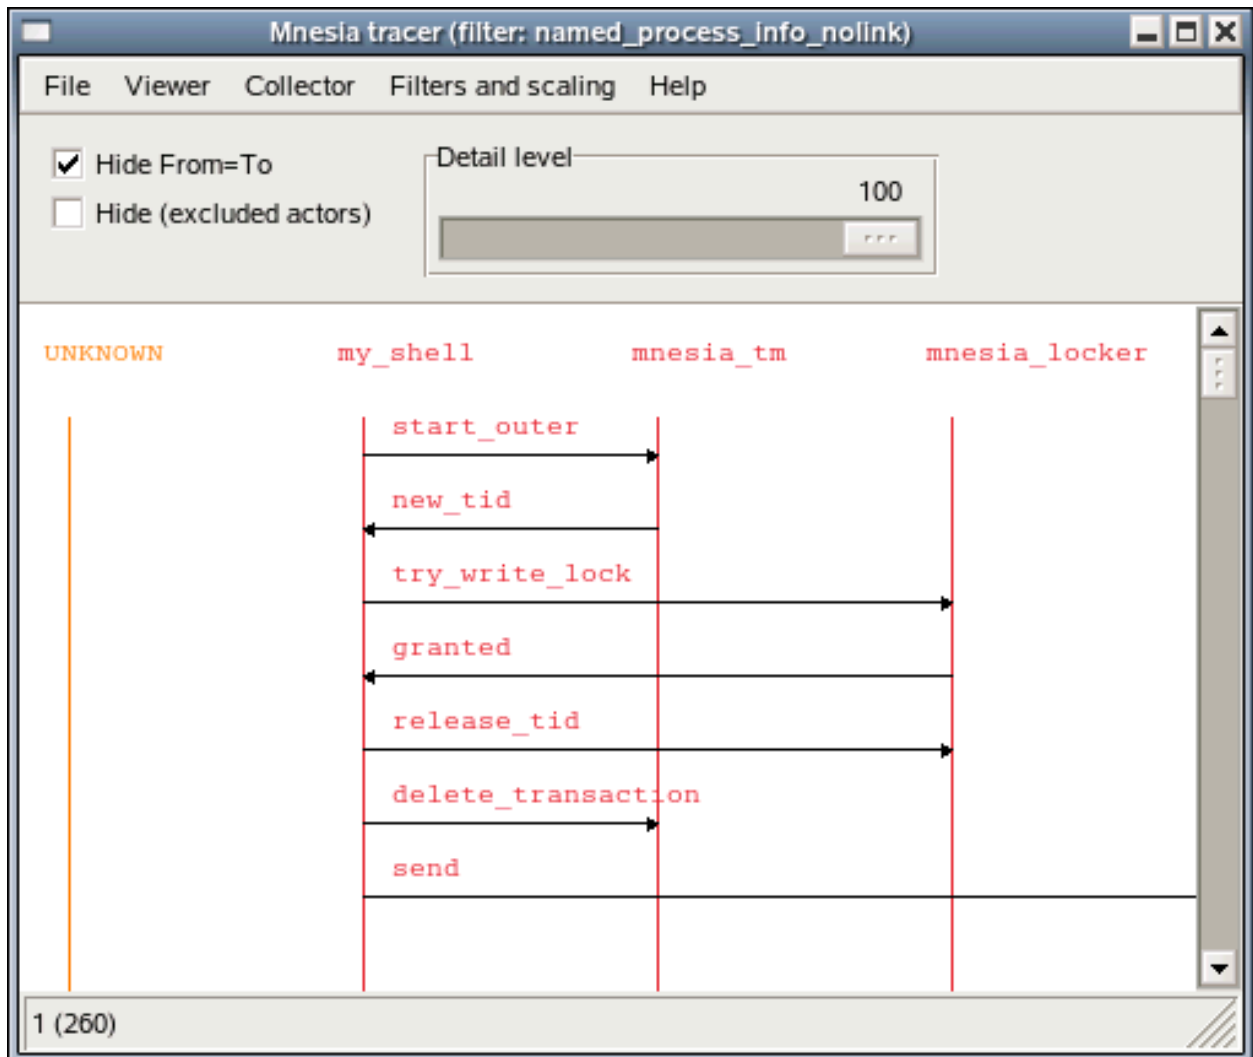 Mnesia tracer (filter: named_process_info_nolink)
File Viewer Collector Filters and scaling Help
Hide From=To
Hide (excluded actors)
Detail level
100
UNKNOWN my_shell mnesia_tm mnesia_locker
start_outer
new_tid
try_write_lock
granted
release_tid
delete_transaction
send
1 (260)